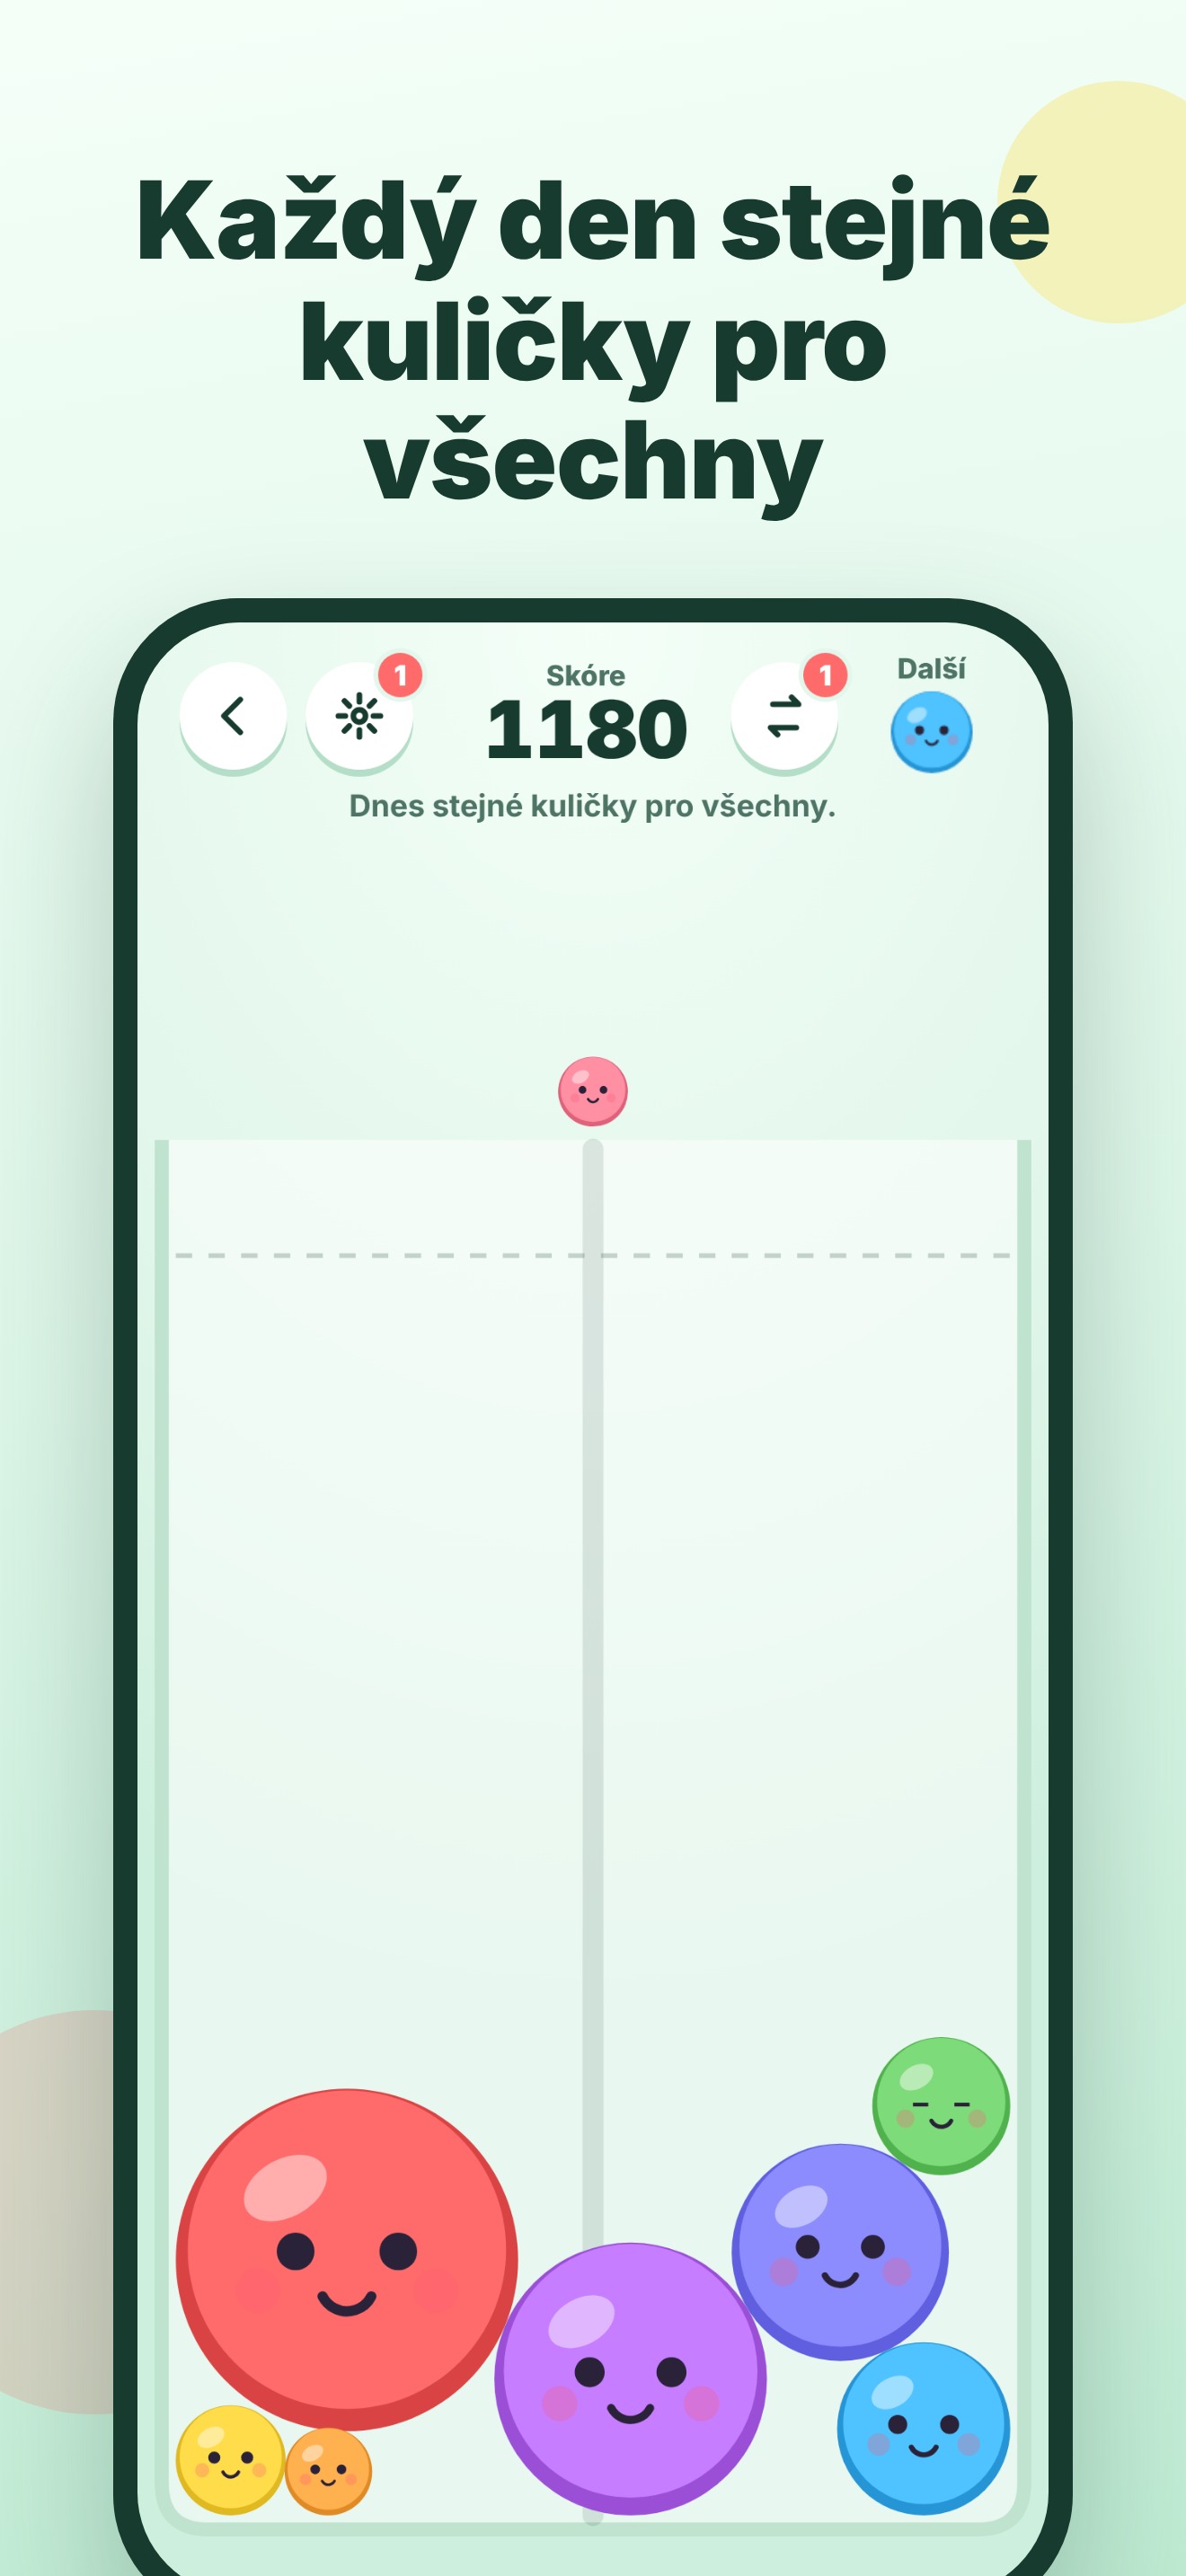 Každý den stejné
kuličky pro
všechny
1
Skóre
1180
1
Další
Dnes stejné kuličky pro všechny.